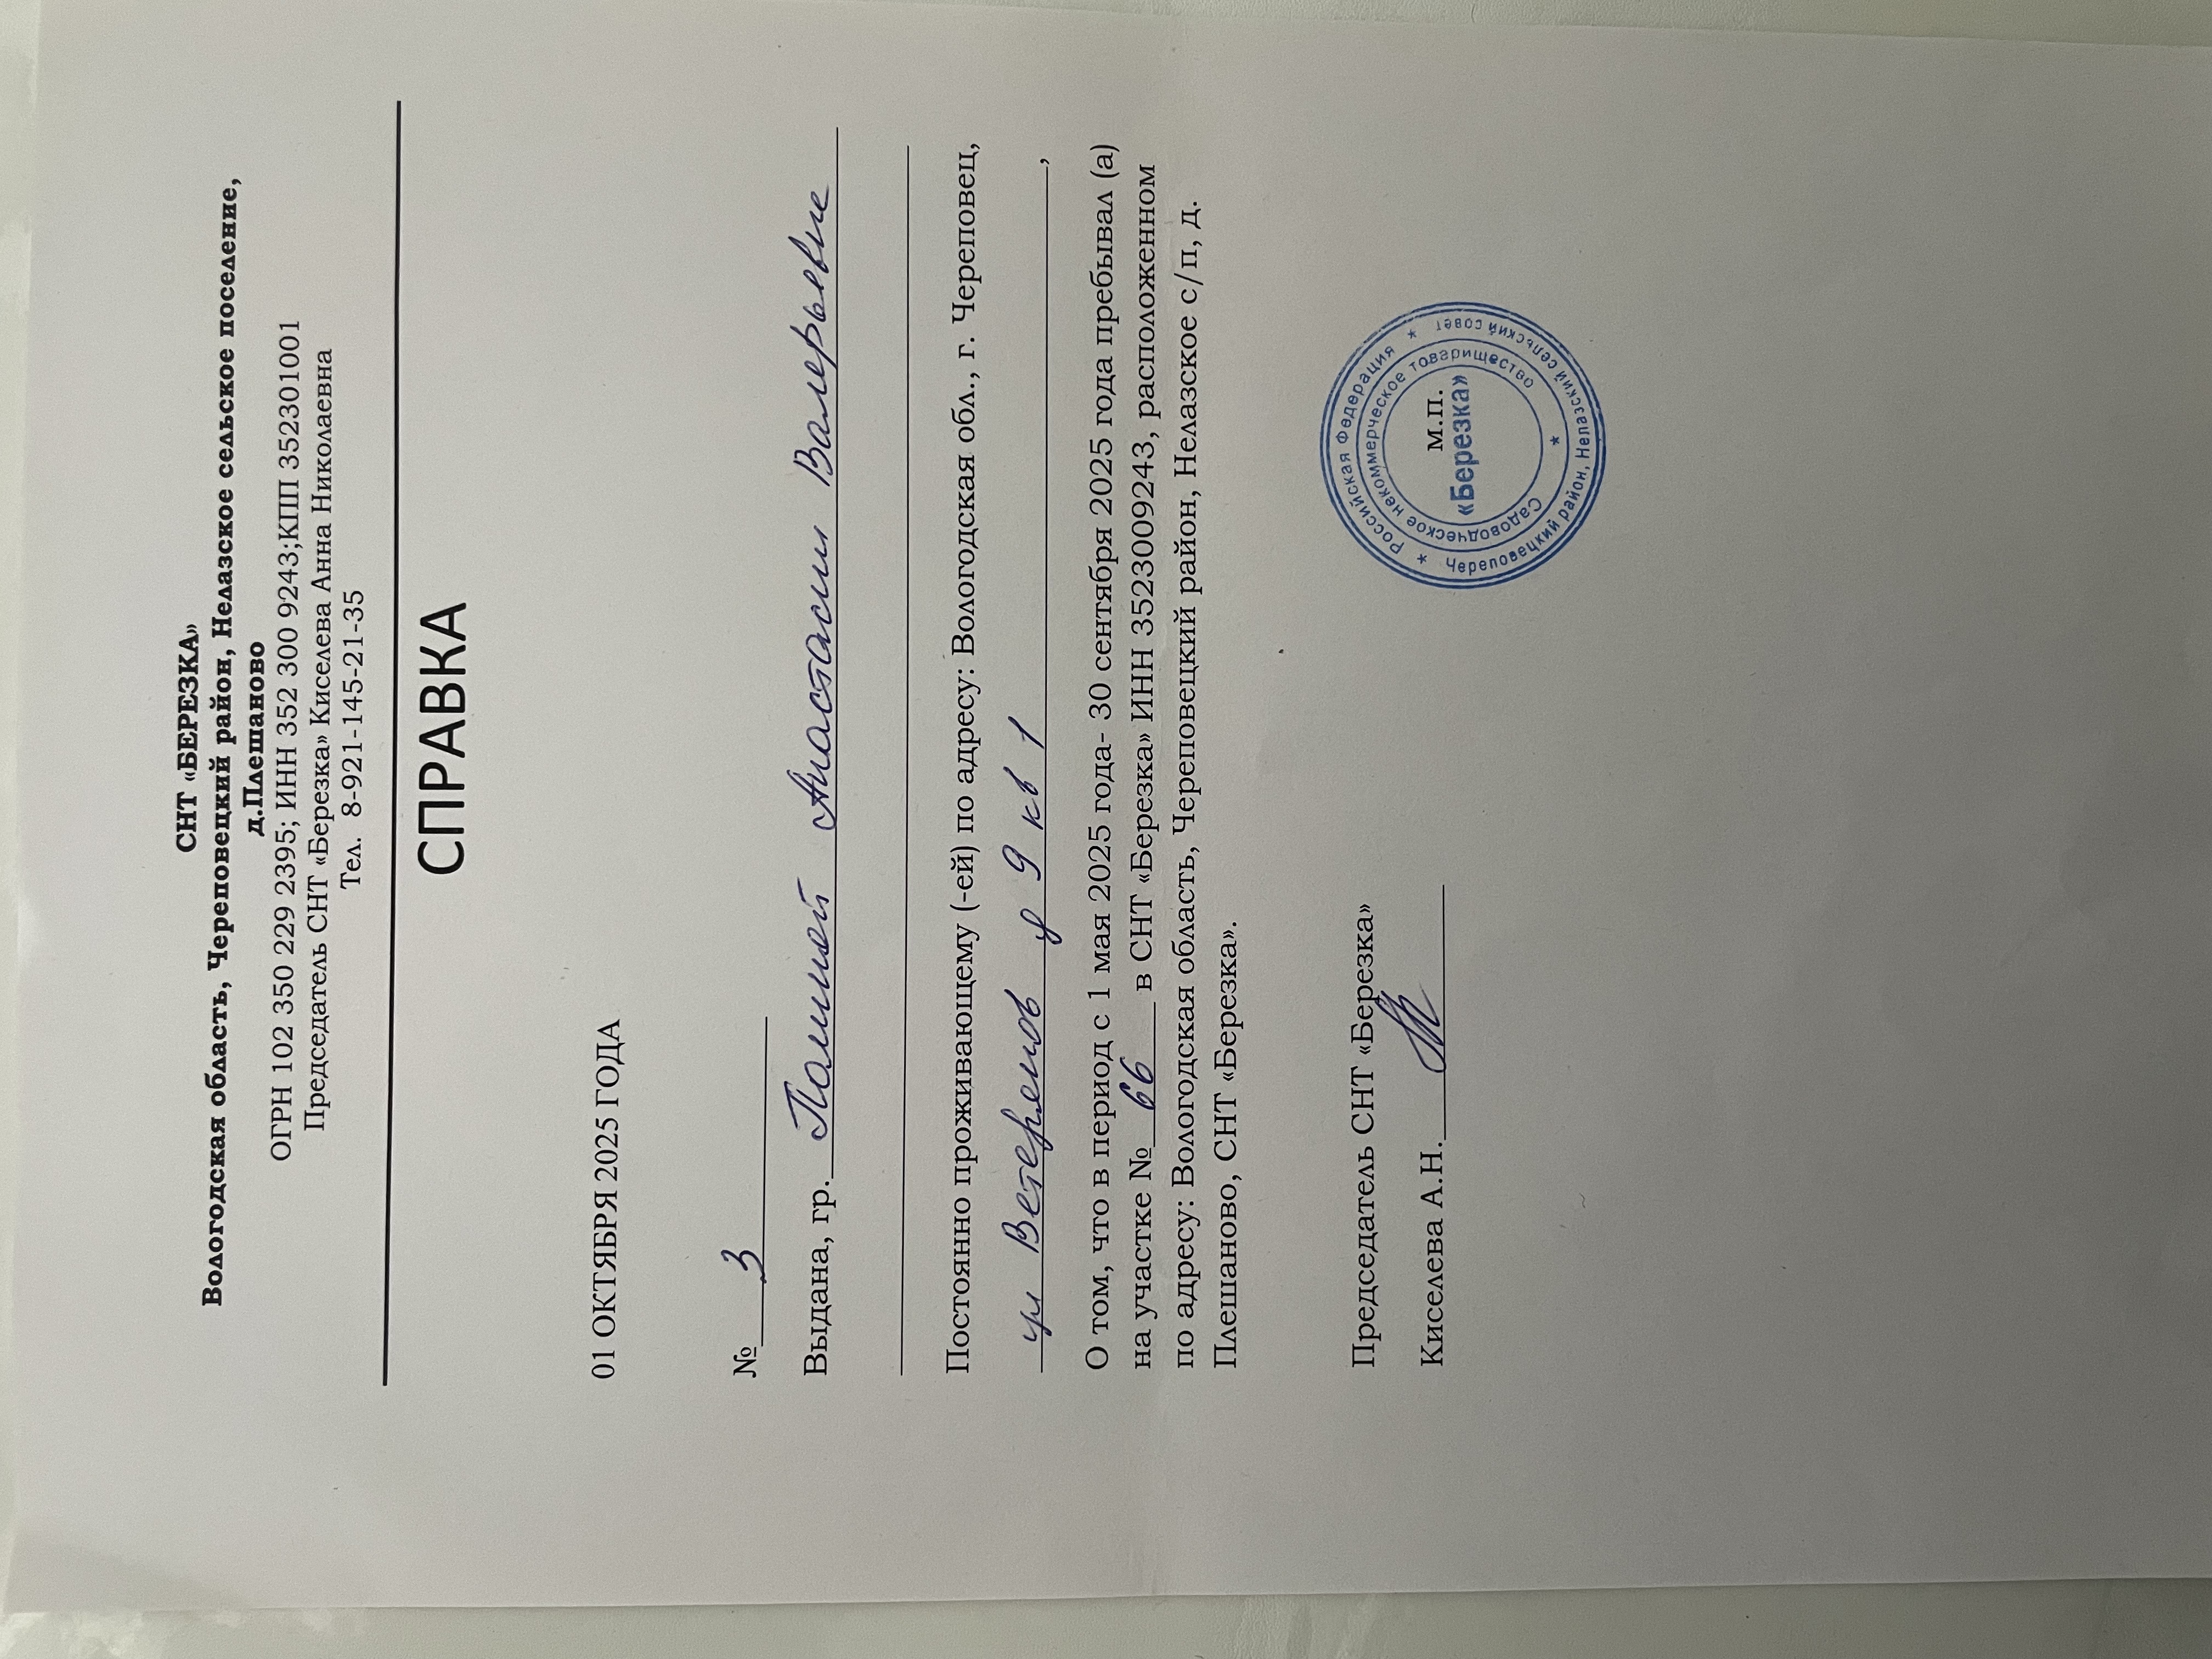 СНТ «БЕРЕЗКА»
Вологодская область, Череповецкий район, Нелазское сельское поселение,
д.Плешаново
ОГРН 102 350 229 2395; ИНН 352 300 9243;КПП 352301001
Председатель СНТ «Березка» Киселева Анна Николаевна
Тел. 8-921-145-21-35
СПРАВКА
01 ОКТЯБРЯ 2025 ГОДА
№ 3
Выдана, гр. Анастасии Валерьевне
Постоянно проживающему (-ей) по адресу: Вологодская обл., г. Череповец,
ул Ветеранов д 9 кв 1,
О том, что в период с 1 мая 2025 года- 30 сентября 2025 года пребывал (а)
на участке № 66 в СНТ «Березка» ИНН 3523009243, расположенном
по адресу: Вологодская область, Череповецкий район, Нелазское с/п, д.
Плешаново, СНТ «Березка».
Председатель СНТ «Березка»
Киселева А.Н.
М.П.
* Российская Федерация *
Череповецкий район, Нелазский сельский совет
Садоводческое некоммерческое товарищество *
«Березка»